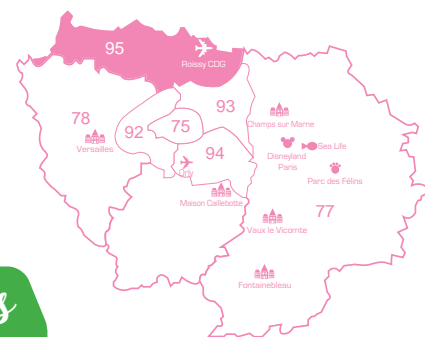 95
Roissy CDG
93
78
92
75
Champs sur Marne
Versailles
94
Sea Life
Disneyland
Paris
Orly
Parc des Félins
Maison Caillebotte
77
Vaux le Vicomte
Fontainebleau
s